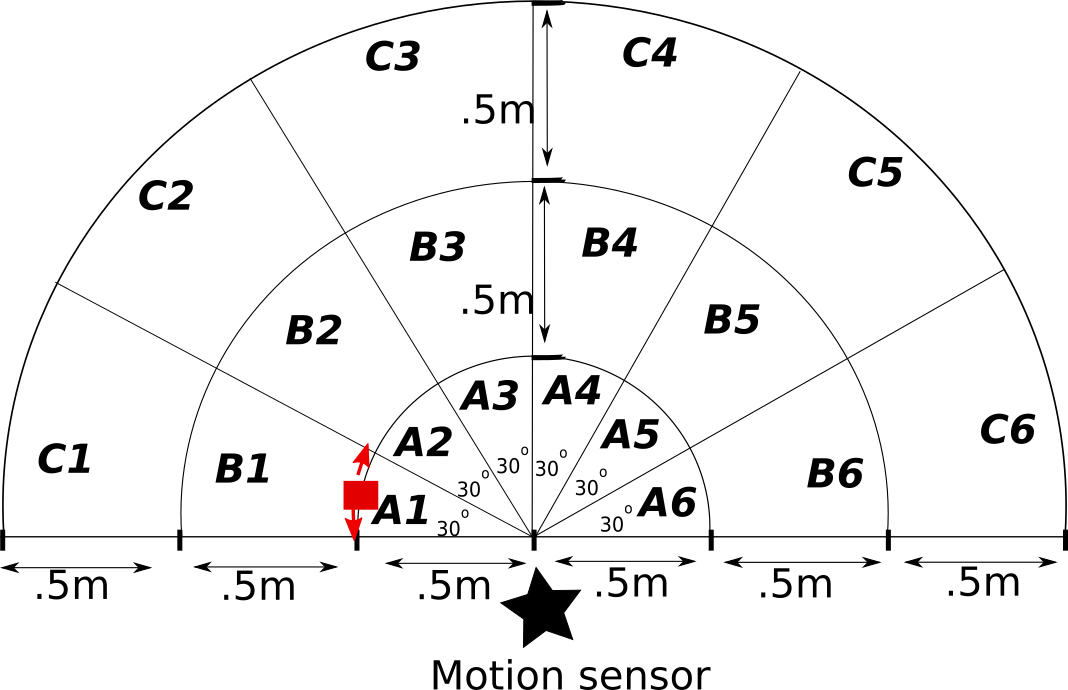 C3
C4
.5m
C2
C5
B3
B4
.5m
B2
B5
A3
A4
A2
A5
C1
B1
30°
30°
30°
30°
C6
B6
A1
30°
A6
30°
.5m
.5m
.5m
.5m
.5m
.5m
Motion sensor